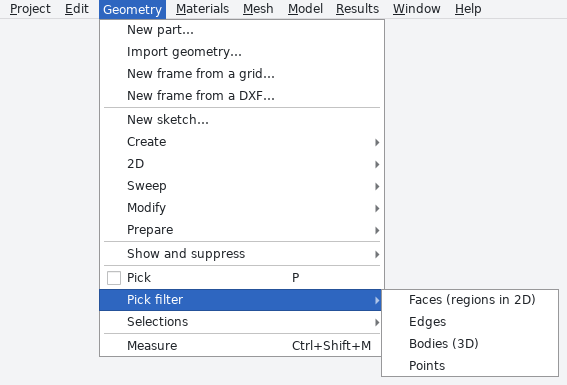 Project Edit Geometry Materials Mesh Model Results Window Help
New part...
Import geometry...
New frame from a grid...
New frame from a DXF...
New sketch...
Create
2D
Sweep
Modify
Prepare
Show and suppress
Pick P
Pick filter
Faces (regions in 2D)
Selections
Edges
Bodies (3D)
Measure Ctrl+Shift+M
Points